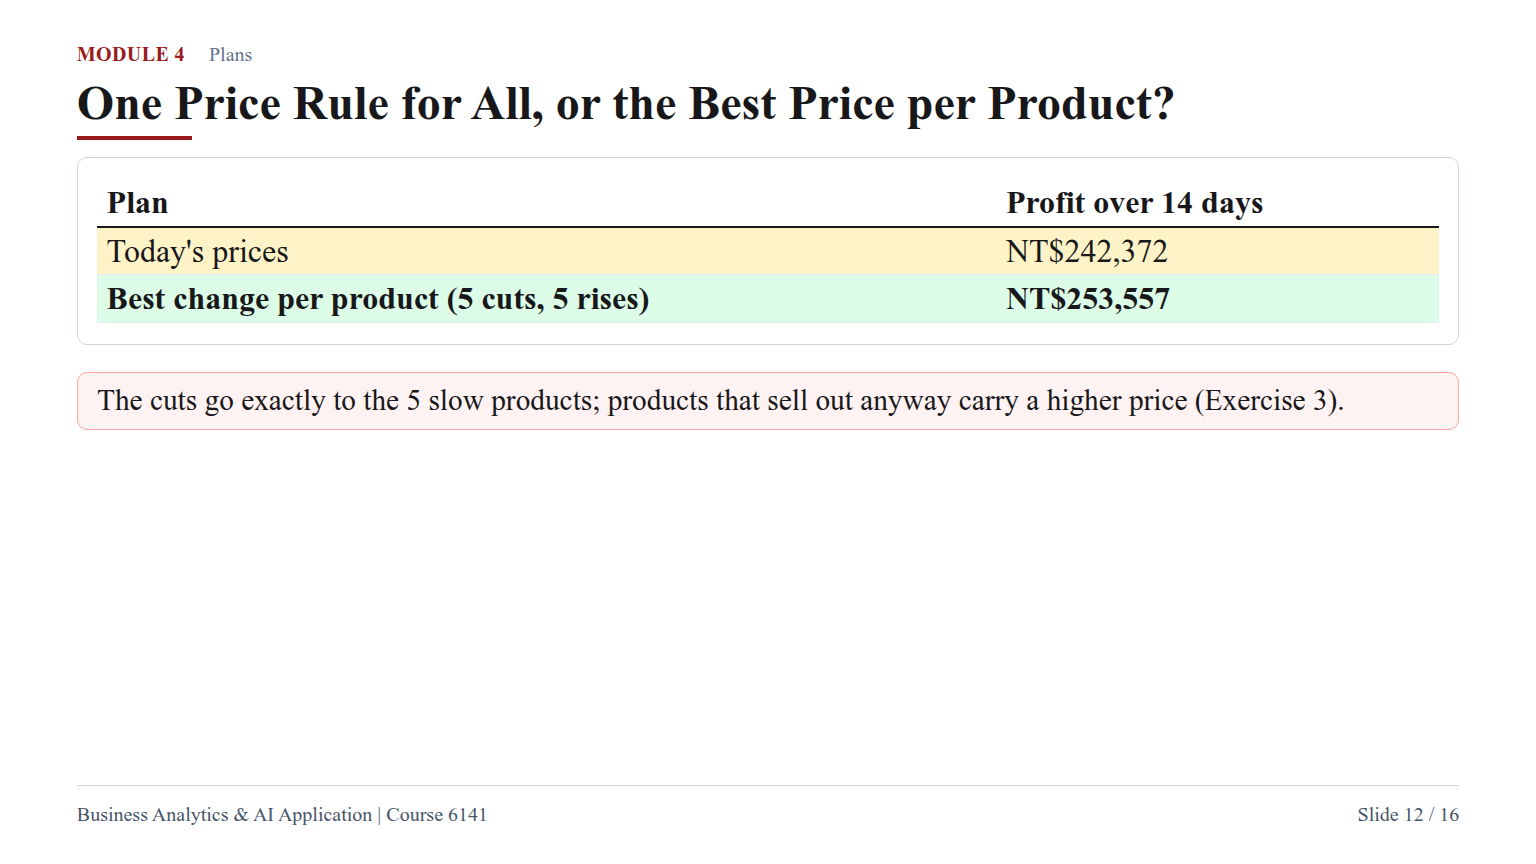 MODULE 4 Plans
One Price Rule for All, or the Best Price per Product?
Plan Profit over 14 days
Today's prices NT$242,372
Best change per product (5 cuts, 5 rises) NT$253,557
The cuts go exactly to the 5 slow products; products that sell out anyway carry a higher price (Exercise 3).
Business Analytics & AI Application | Course 6141 Slide 12 / 16